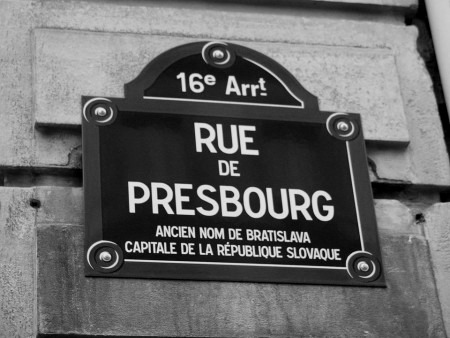 16e Arrt.
RUE
DE
PRESBOURG
ANCIEN NOM DE BRATISLAVA
CAPITALE DE LA RÉPUBLIQUE SLOVAQUE